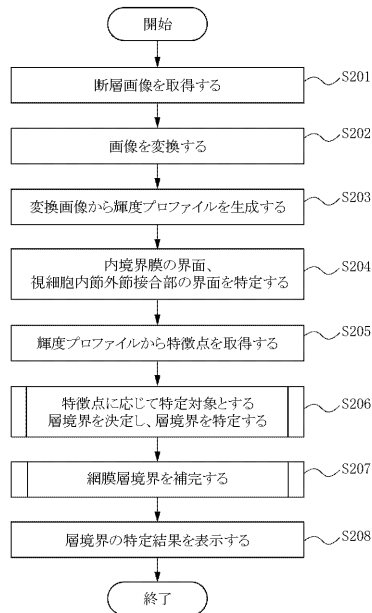 開始
断層画像を取得する
S201
画像を変換する
S202
変換画像から輝度プロファイルを生成する
S203
内境界膜の界面、
視細胞内節外節接合部の界面を特定する
S204
輝度プロファイルから特徴点を取得する
S205
特徴点に応じて特定対象とする
層境界を決定し、層境界を特定する
S206
網膜層境界を補完する
S207
層境界の特定結果を表示する
S208
終了